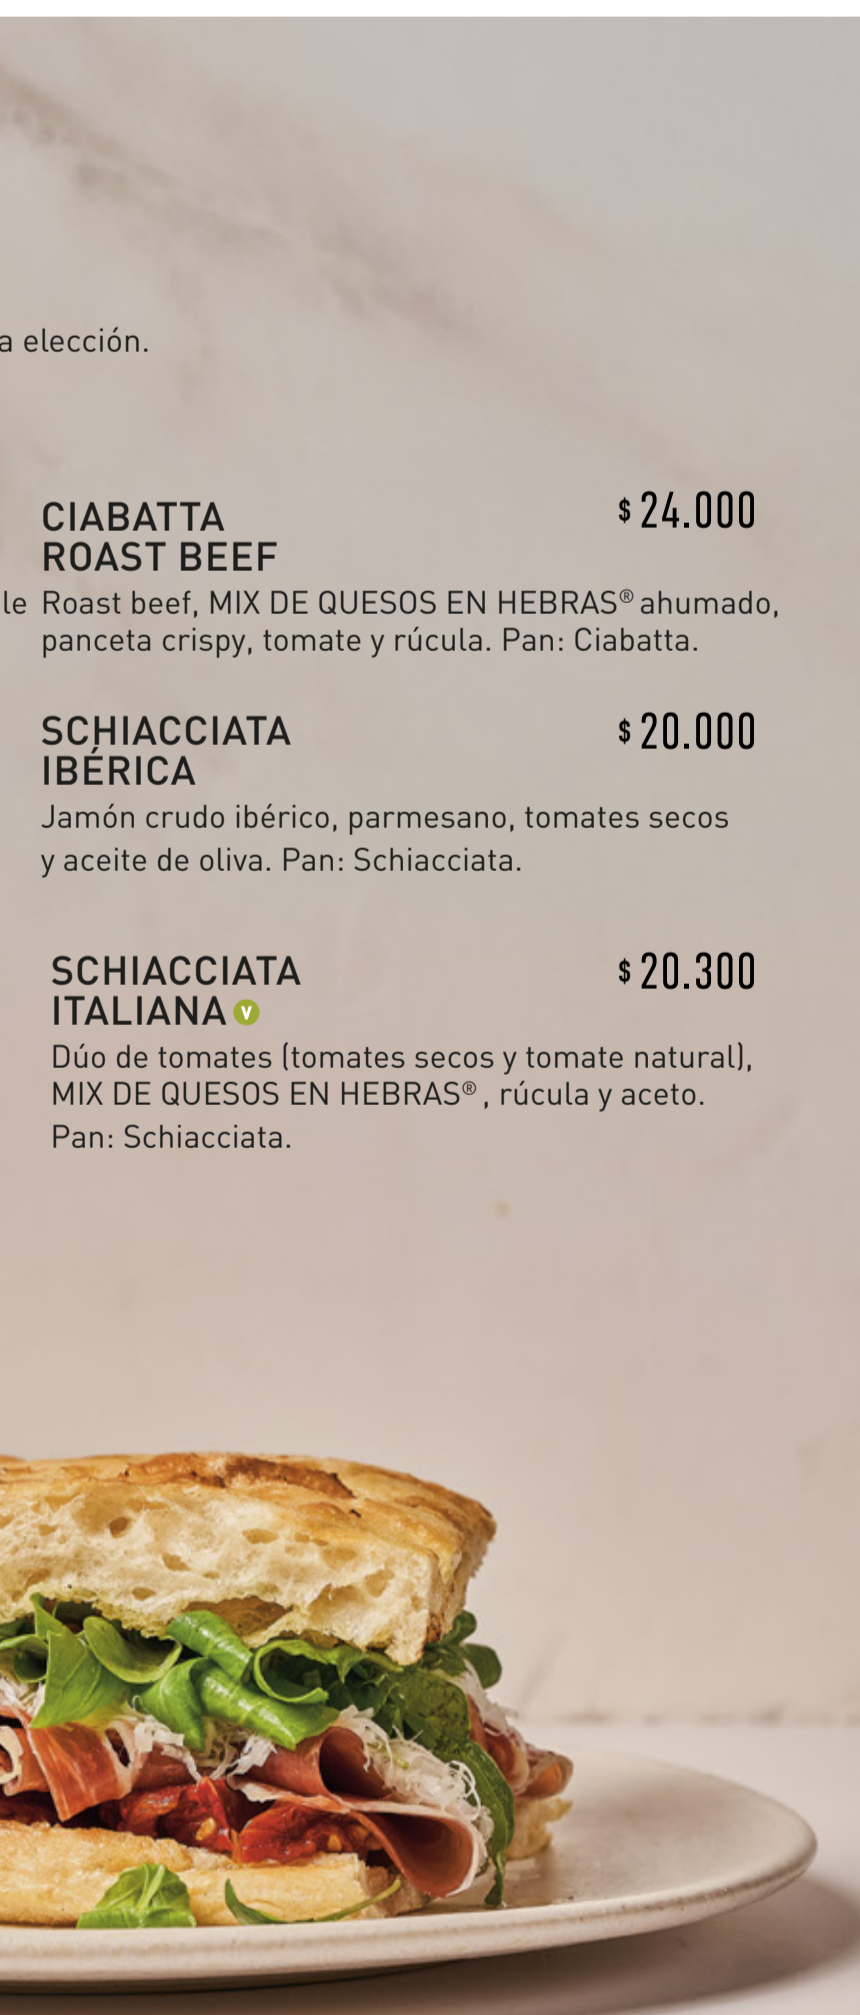 a elección.
CIABATTA
ROAST BEEF
$ 24.000
le
Roast beef, MIX DE QUESOS EN HEBRAS® ahumado,
panceta crispy, tomate y rúcula. Pan: Ciabatta.
SCHIACCIATA
IBÉRICA
$ 20.000
Jamón crudo ibérico, parmesano, tomates secos
y aceite de oliva. Pan: Schiacciata.
SCHIACCIATA
ITALIANA V
$ 20.300
Dúo de tomates (tomates secos y tomate natural),
MIX DE QUESOS EN HEBRAS® , rúcula y aceto.
Pan: Schiacciata.